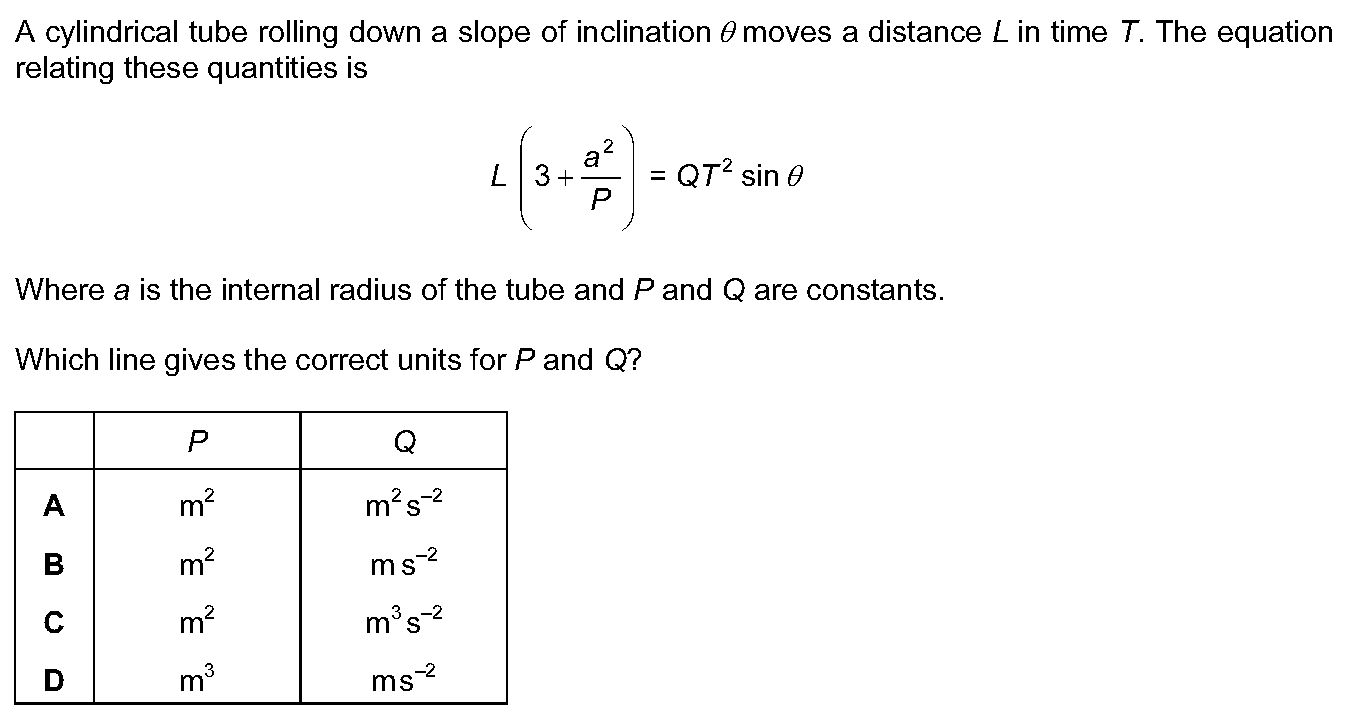 A cylindrical tube rolling down a slope of inclination θ moves a distance L in time T. The equation
relating these quantities is
L(3 + a²/P) = QT² sin θ
Where a is the internal radius of the tube and P and Q are constants.
Which line gives the correct units for P and Q?
P Q
A m² m² s⁻²
B m² m s⁻²
C m² m³ s⁻²
D m³ ms⁻²